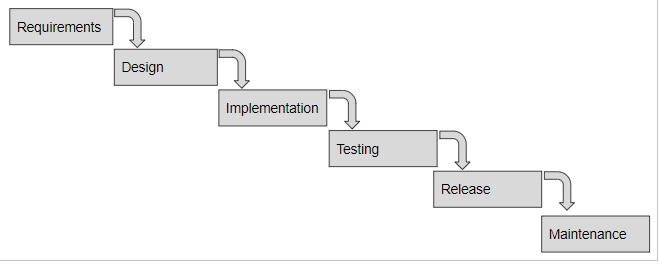 Requirements
Design
Implementation
Testing
Release
Maintenance